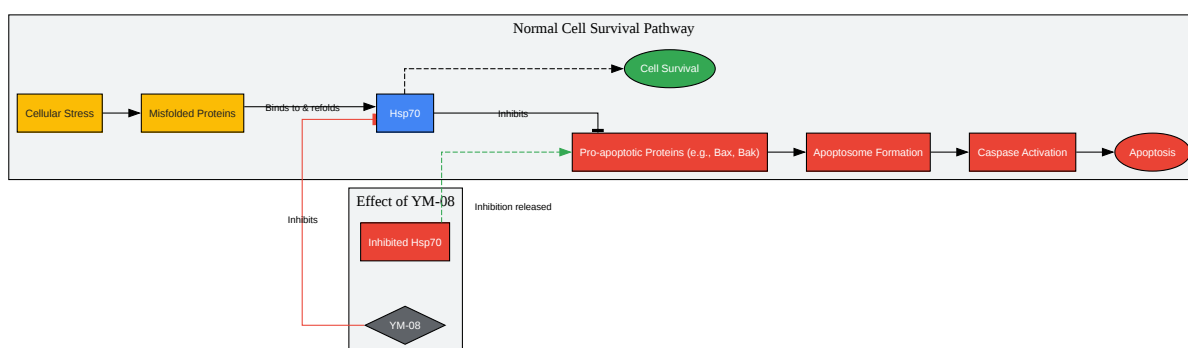 Normal Cell Survival Pathway
Cell Survival
Cellular Stress
Misfolded Proteins
Binds to & refolds
Hsp70
Inhibits
Pro-apoptotic Proteins (e.g., Bax, Bak)
Apoptosome Formation
Caspase Activation
Apoptosis
Effect of YM-08
Inhibition released
Inhibits
Inhibited Hsp70
YM-08